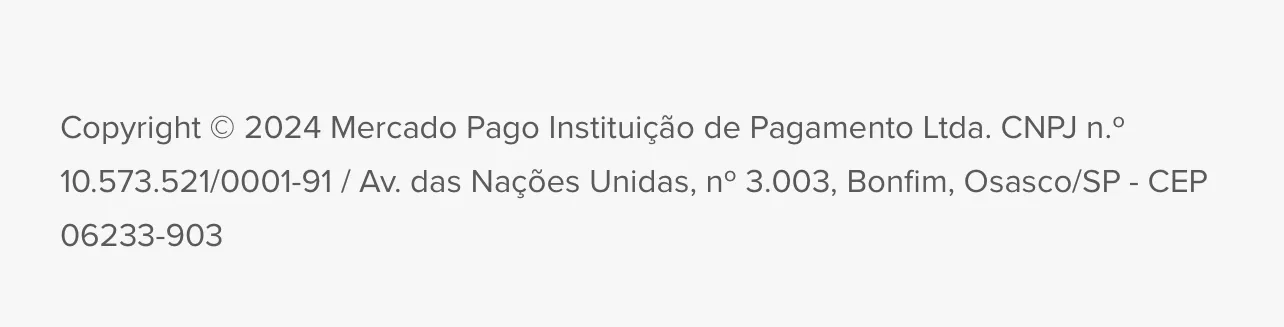 Copyright © 2024 Mercado Pago Instituição de Pagamento Ltda. CNPJ n.º
10.573.521/0001-91 / Av. das Nações Unidas, nº 3.003, Bonfim, Osasco/SP - CEP
06233-903